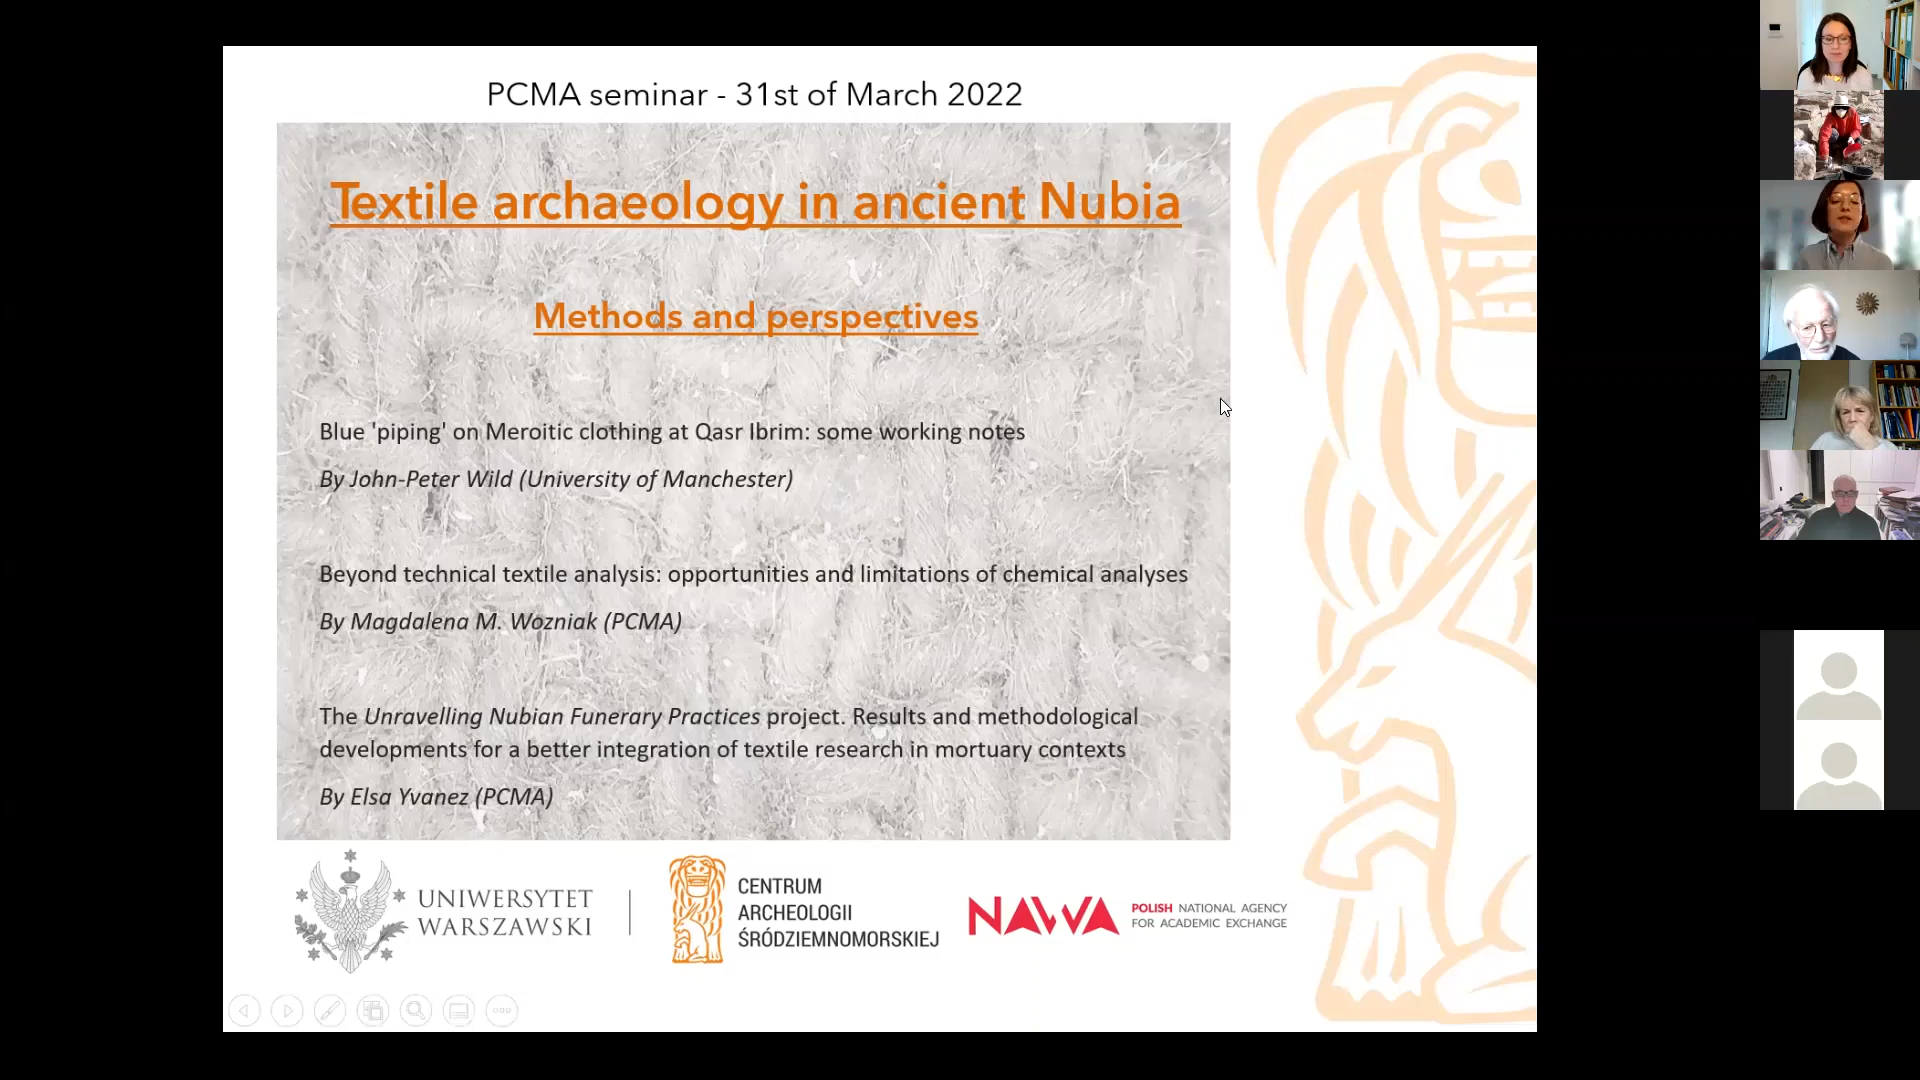 PCMA seminar - 31st of March 2022
Textile archaeology in ancient Nubia
Methods and perspectives
Blue 'piping' on Meroitic clothing at Qasr Ibrim: some working notes
By John-Peter Wild (University of Manchester)
Beyond technical textile analysis: opportunities and limitations of chemical analyses
By Magdalena M. Wozniak (PCMA)
The Unravelling Nubian Funerary Practices project. Results and methodological
developments for a better integration of textile research in mortuary contexts
By Elsa Yvanez (PCMA)
UNIWERSYTET
WARSZAWSKI
CENTRUM
ARCHEOLOGII
ŚRÓDZIEMNOMORSKIEJ
NAWA
POLISH NATIONAL AGENCY
FOR ACADEMIC EXCHANGE